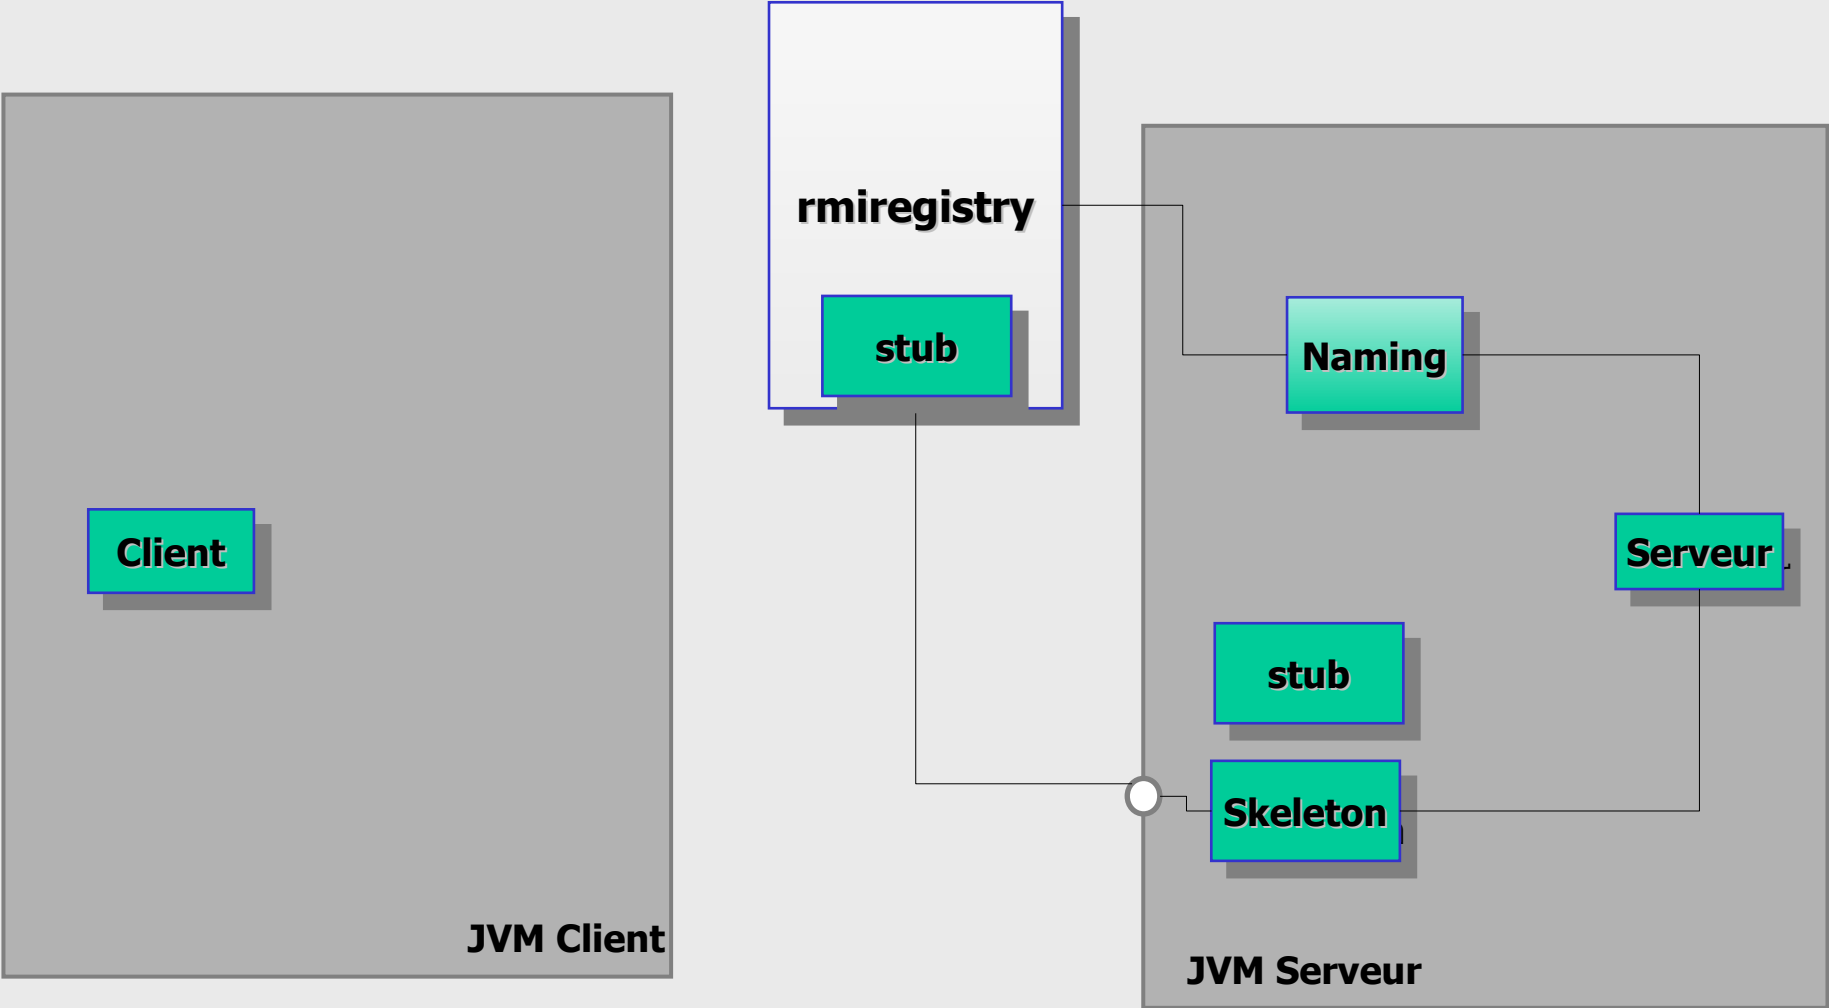 rmiregistry
stub
Naming
Client
Serveur
stub
Skeleton
JVM Client
JVM Serveur